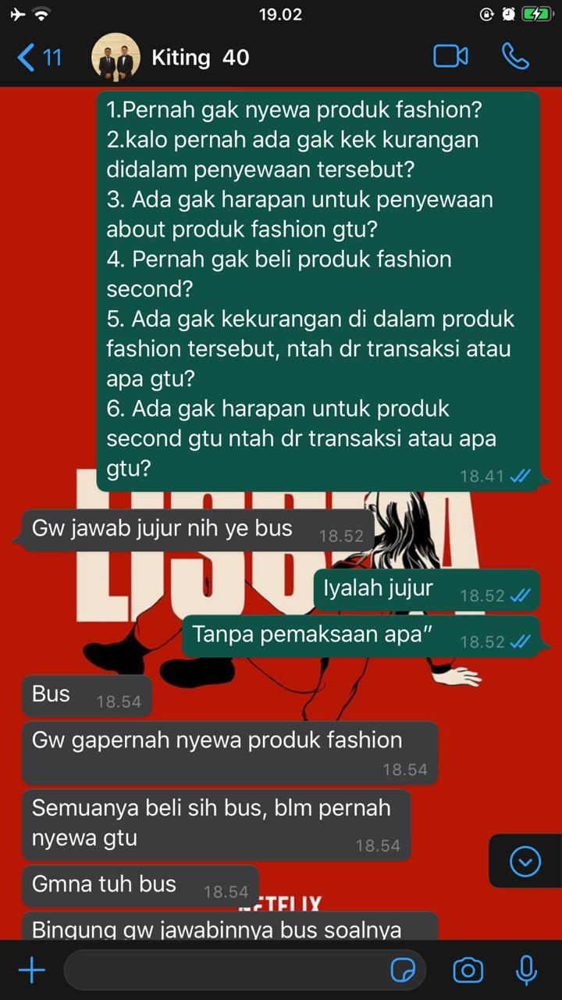 19.02
11
Kiting 40
1.Pernah gak nyewa produk fashion?
2.kalo pernah ada gak kek kurangan
didalam penyewaan tersebut?
3. Ada gak harapan untuk penyewaan
about produk fashion gtu?
4. Pernah gak beli produk fashion
second?
5. Ada gak kekurangan di dalam produk
fashion tersebut, ntah dr transaksi atau
apa gtu?
6. Ada gak harapan untuk produk
second gtu ntah dr transaksi atau apa
gtu?
18.41
Gw jawab jujur nih ye bus
18.52
Iyalah jujur
18.52
Tanpa pemaksaan apa”
18.52
Bus
18.54
Gw gapernah nyewa produk fashion
18.54
Semuanya beli sih bus, blm pernah
nyewa gtu
18.54
Gmna tuh bus
18.54
NETFLIX
Bingung gw jawabinnya bus soalnya